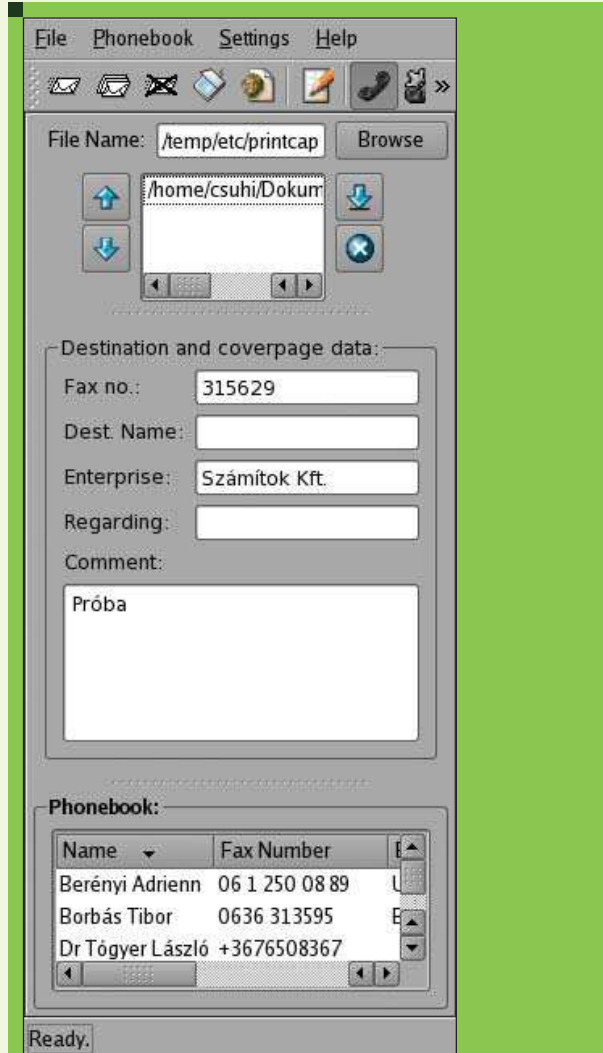 File Phonebook Settings Help
»
File Name: /temp/etc/printcap Browse
/home/csuhi/Dokum
Destination and coverpage data:
Fax no.: 315629
Dest. Name:
Enterprise: Számítok Kft.
Regarding:
Comment:
Próba
Phonebook:
Name Fax Number
Berényi Adrienn 06 1 250 08 89
Borbás Tibor 0636 313595
Dr Tógyer László +3676508367
Ready.